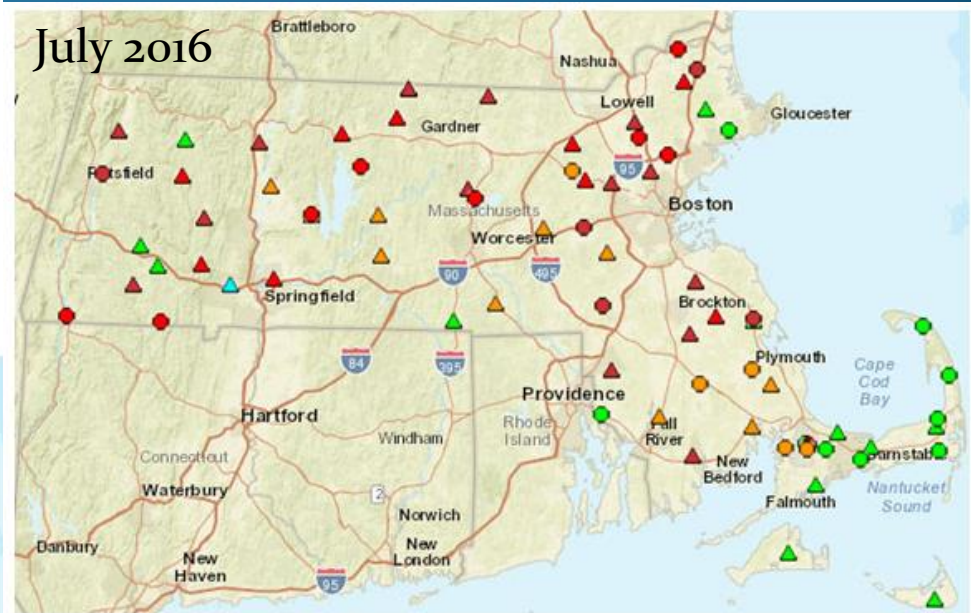 July 2016
Brattleboro
Nashua
Lowell
Gloucester
Gardner
Pittsfield
95
Massachusetts
Boston
Worcester
90
495
Springfield
Brockton
84
395
Plymouth
Cape
Cod
Bay
Providence
Hartford
Rhode
Island
Fall
River
Windham
Barnstable
Connecticut
New
Bedford
Waterbury
2
Nantucket
Sound
Falmouth
Norwich
Danbury
New
London
New
Haven
95